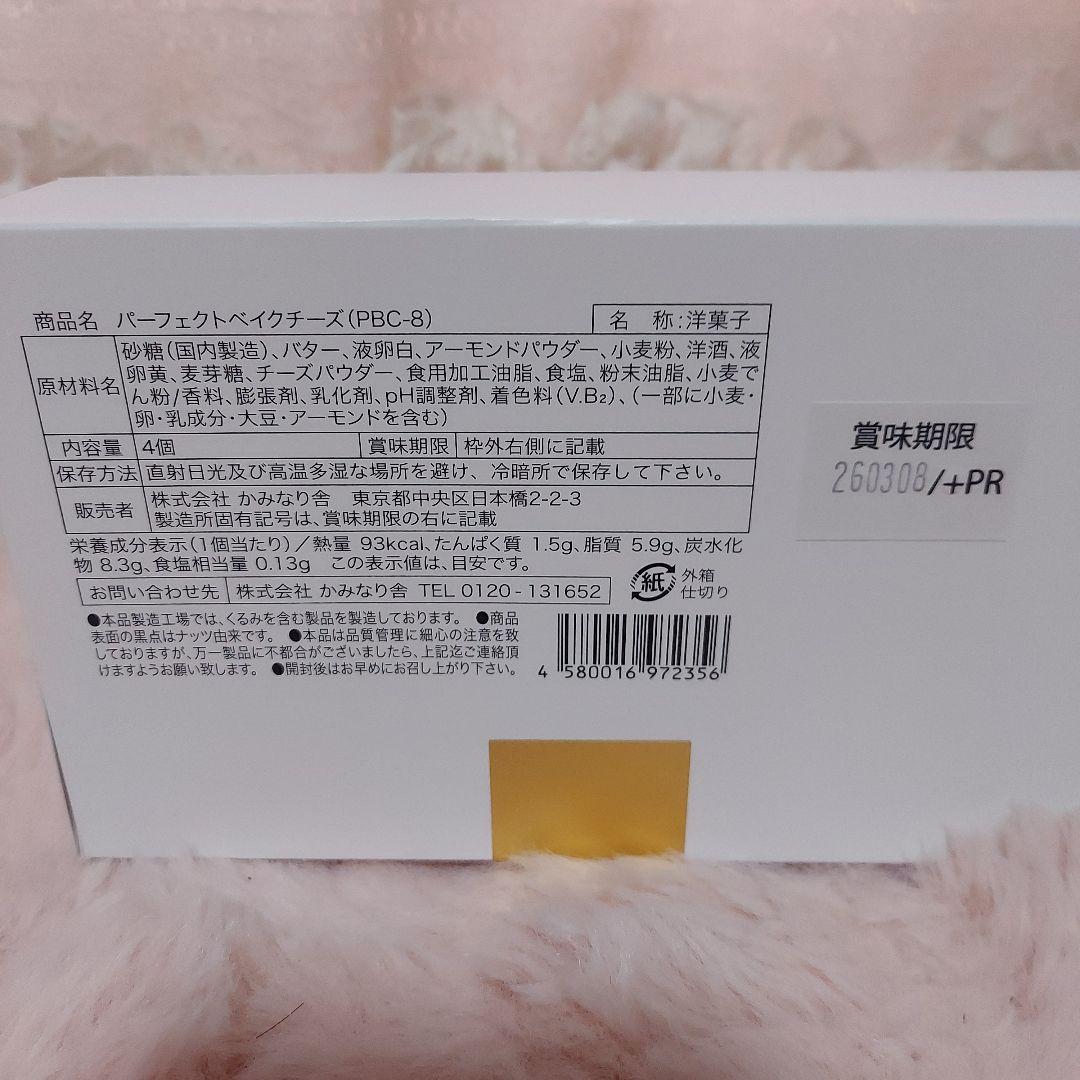 商品名 パーフェクトベイクチーズ(PBC-8)
名 称:洋菓子
原材料名
砂糖(国内製造)、バター、液卵白、アーモンドパウダー、小麦粉、洋酒、液
卵黄、麦芽糖、チーズパウダー、食用加工油脂、食塩、粉末油脂、小麦で
ん粉/香料、膨張剤、乳化剤、pH調整剤、着色料(V.B₂)、(一部に小麦・
卵・乳成分・大豆・アーモンドを含む)
内容量 4個 賞味期限 枠外右側に記載
保存方法 直射日光及び高温多湿な場所を避け、冷暗所で保存して下さい。
販売者
株式会社 かみなり舎 東京都中央区日本橋2-2-3
製造所固有記号は、賞味期限の右に記載
栄養成分表示(1個当たり)/熱量 93kcal、たんぱく質 1.5g、脂質 5.9g、炭水化
物 8.3g、食塩相当量 0.13g この表示値は、目安です。
お問い合わせ先 株式会社 かみなり舎 TEL 0120-131652
紙
外箱
仕切り
●本品製造工場では、くるみを含む製品を製造しております。 ●商品
表面の黒点はナッツ由来です。 ●本品は品質管理に細心の注意を致
しておりますが、万一製品に不都合がございましたら、上記迄ご連絡頂
けますようお願い致します。 ●開封後はお早めにお召し上がり下さい。
4 580016 972356
賞味期限
260308/+PR